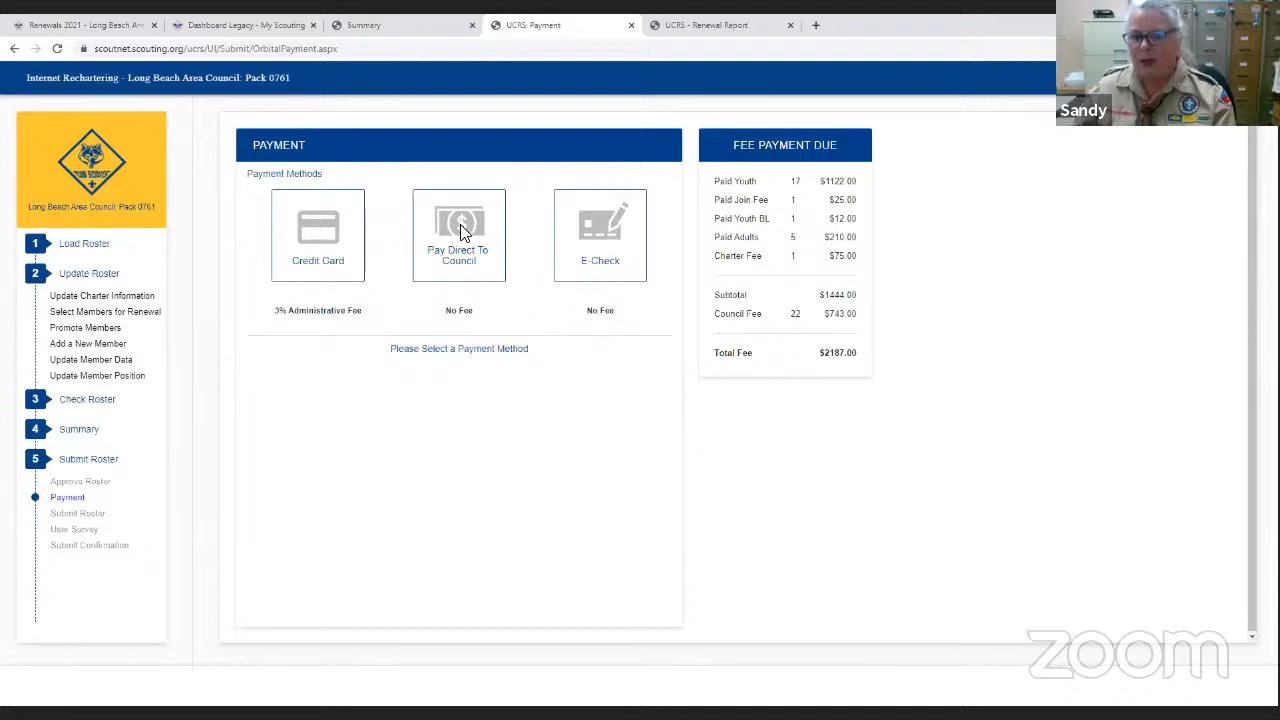 Renewals 2021 - Long Beach Are
Dashboard Legacy - My Scouting
Summary
UCRS: Payment
UCRS - Renewal Report
scoutnet.scouting.org/ucrs/UI/Submit/OrbitalPayment.aspx
Sandy
Internet Rechartering - Long Beach Area Council: Pack 0761
Long Beach Area Council: Pack 0761
1 Load Roster
2 Update Roster
Update Charter Information
Select Members for Renewal
Promote Members
Add a New Member
Update Member Data
Update Member Position
3 Check Roster
4 Summary
5 Submit Roster
Approve Roster
Payment
Submit Roster
User Survey
Submit Confirmation
PAYMENT
Payment Methods
Credit Card
Pay Direct To
Council
E-Check
3% Administrative Fee
No Fee
No Fee
Please Select a Payment Method
FEE PAYMENT DUE
Paid Youth 17 $1122.00
Paid Join Fee 1 $25.00
Paid Youth BL 1 $12.00
Paid Adults 5 $210.00
Charter Fee 1 $75.00
Subtotal $1444.00
Council Fee 22 $743.00
Total Fee $2187.00
zoom